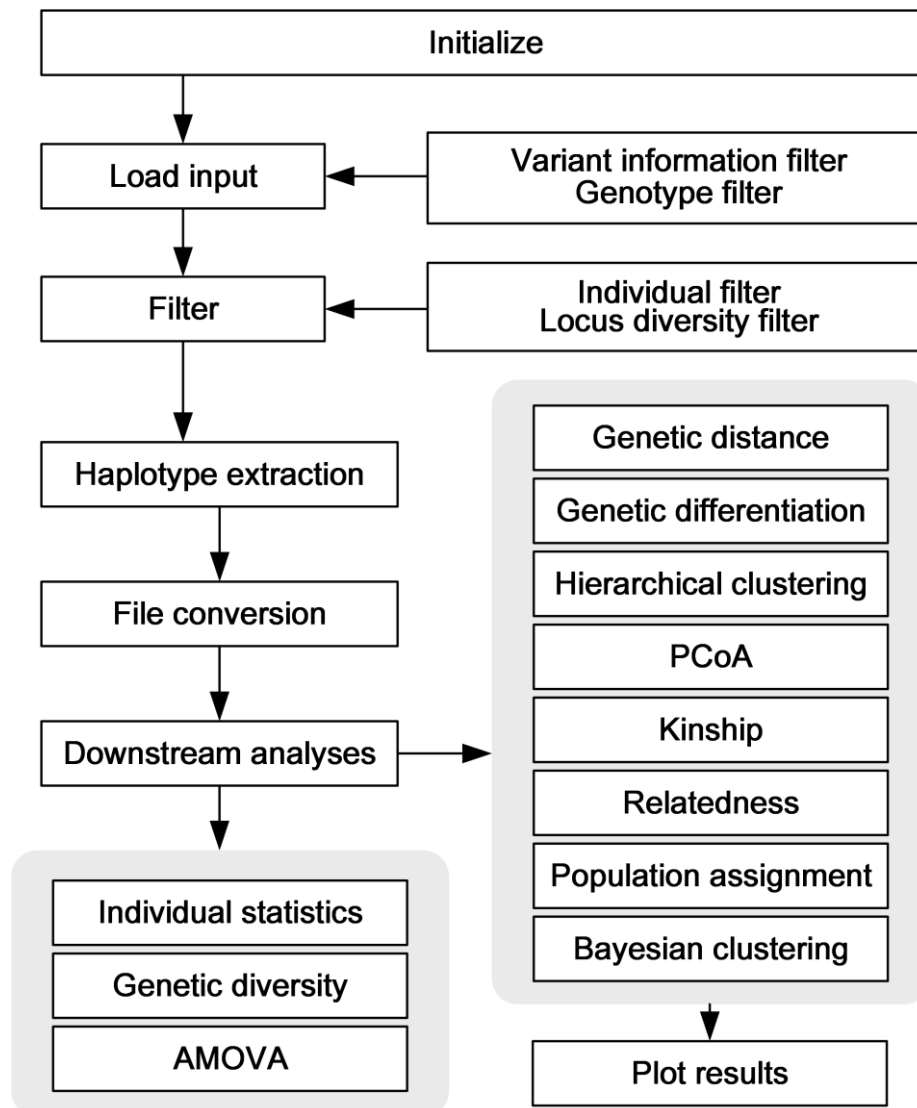 Initialize
Load input
Variant information filter
Genotype filter
Filter
Individual filter
Locus diversity filter
Haplotype extraction
File conversion
Downstream analyses
Individual statistics
Genetic diversity
AMOVA
Genetic distance
Genetic differentiation
Hierarchical clustering
PCoA
Kinship
Relatedness
Population assignment
Bayesian clustering
Plot results